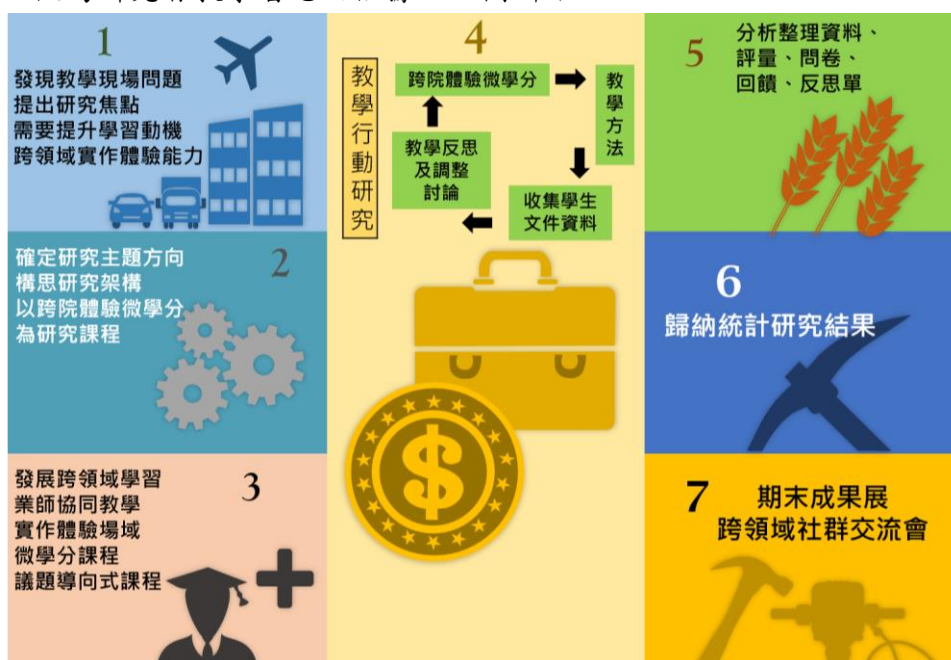 1
發現教學現場問題
提出研究焦點
需要提升學習動機
跨領域實作體驗能力
2
確定研究主題方向
構思研究架構
以跨院體驗微學分
為研究課程
3
發展跨領域學習
業師協同教學
實作體驗場域
微學分課程
議題導向式課程
4
教學行動研究
跨院體驗微學分
教學方法
收集學生
文件資料
教學反思
及調整
討論
5
分析整理資料、
評量、問卷、
回饋、反思單
6
歸納統計研究結果
7
期末成果展
跨領域社群交流會
$